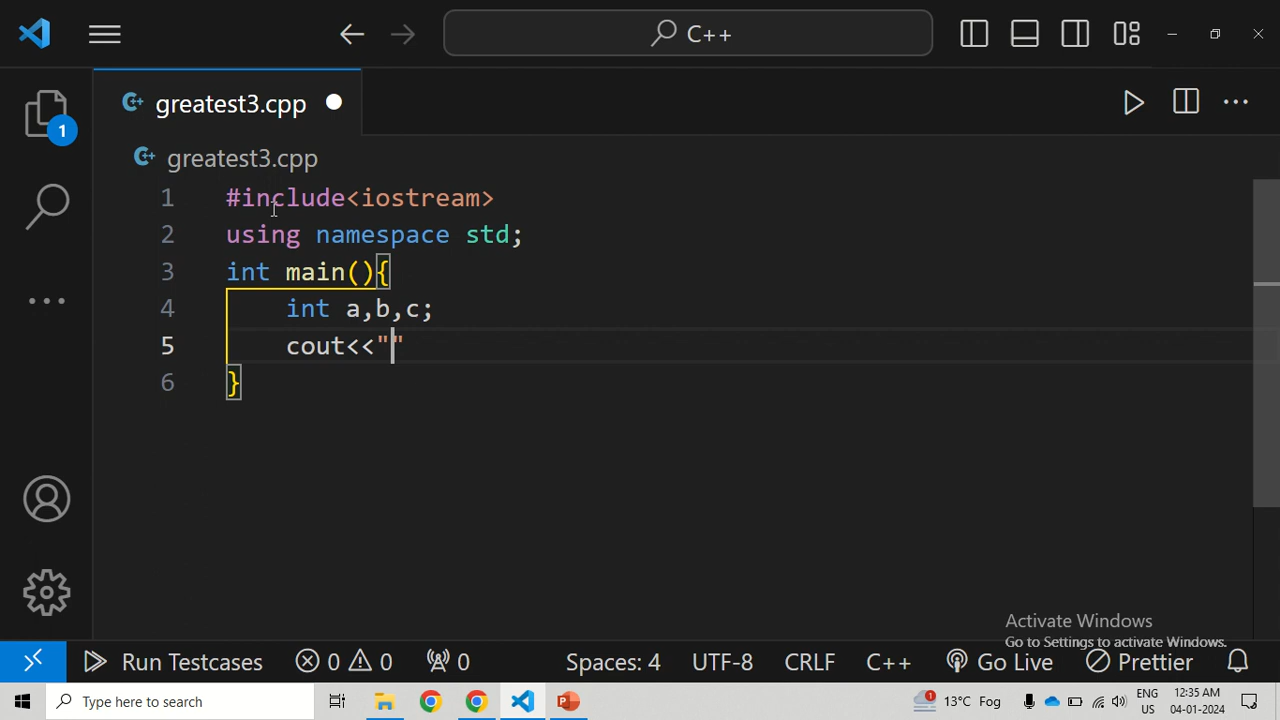 C++
greatest3.cpp
greatest3.cpp
1 #include<iostream>
2 using namespace std;
3 int main(){
4 int a,b,c;
5 cout<<""
6 }
1
Activate Windows
Go to Settings to activate Windows.
Run Testcases 0 0 0 Spaces: 4 UTF-8 CRLF C++ Go Live Prettier
Type here to search 1 13°C Fog ENG US 12:35 AM 04-01-2024